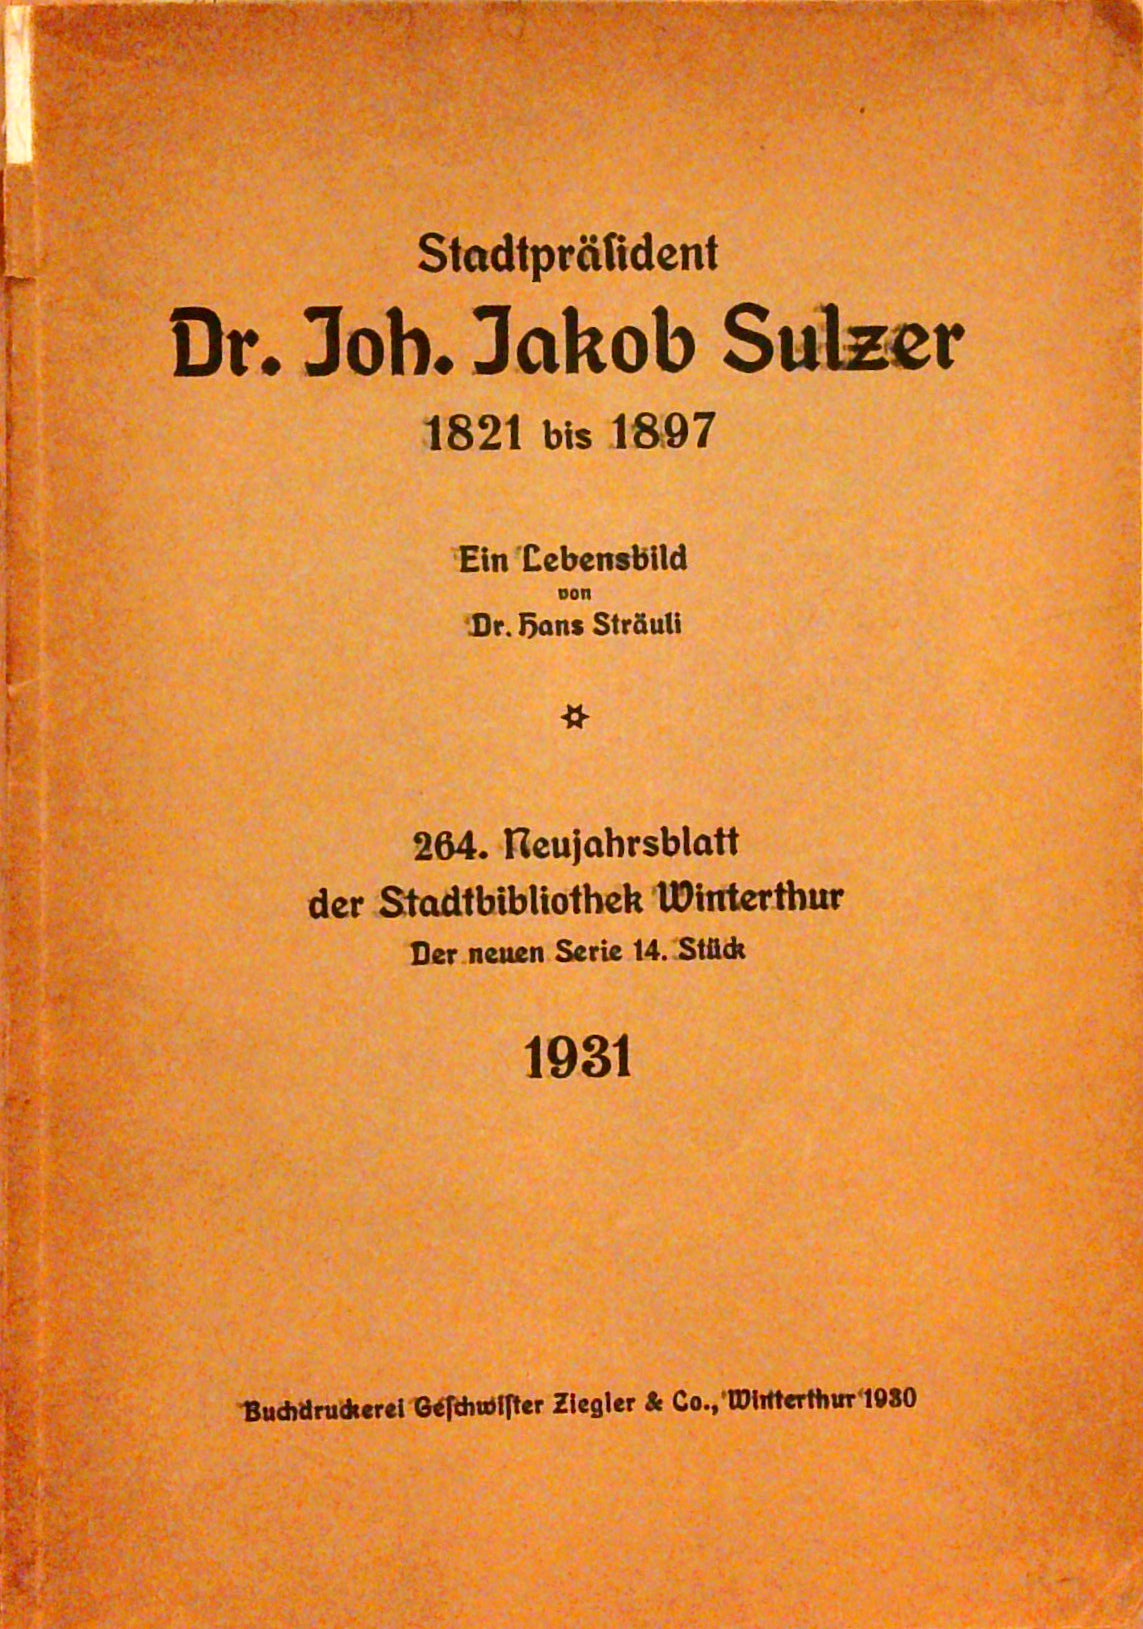 Stadtpräſident
Dr. Joh. Jakob Sulzer
1821 bis 1897
Ein Lebensbild
von
Dr. Hans Sträuli
264. Neujahrsblatt
der Stadtbibliothek Winterthur
Der neuen Serie 14. Stück
1931
Buchdruckerei Geſchwiſter Ziegler & Co., Winterthur 1930